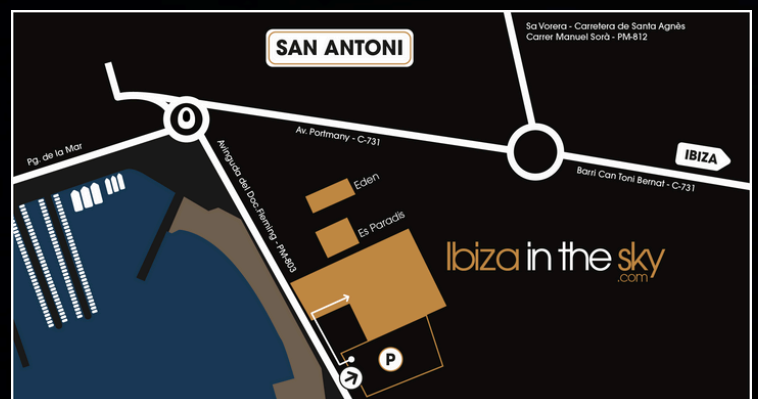 SAN ANTONI
Sa Vorera - Carretera de Santa Agnès
Carrer Manuel Sorà - PM-812
Av. Portmany - C-731
IBIZA
Pg. de la Mar
Barri Can Toni Bernat - C-731
Avinguda del Doc.Fleming - PM-803
Eden
Es Paradis
Ibiza in the sky
.com
P